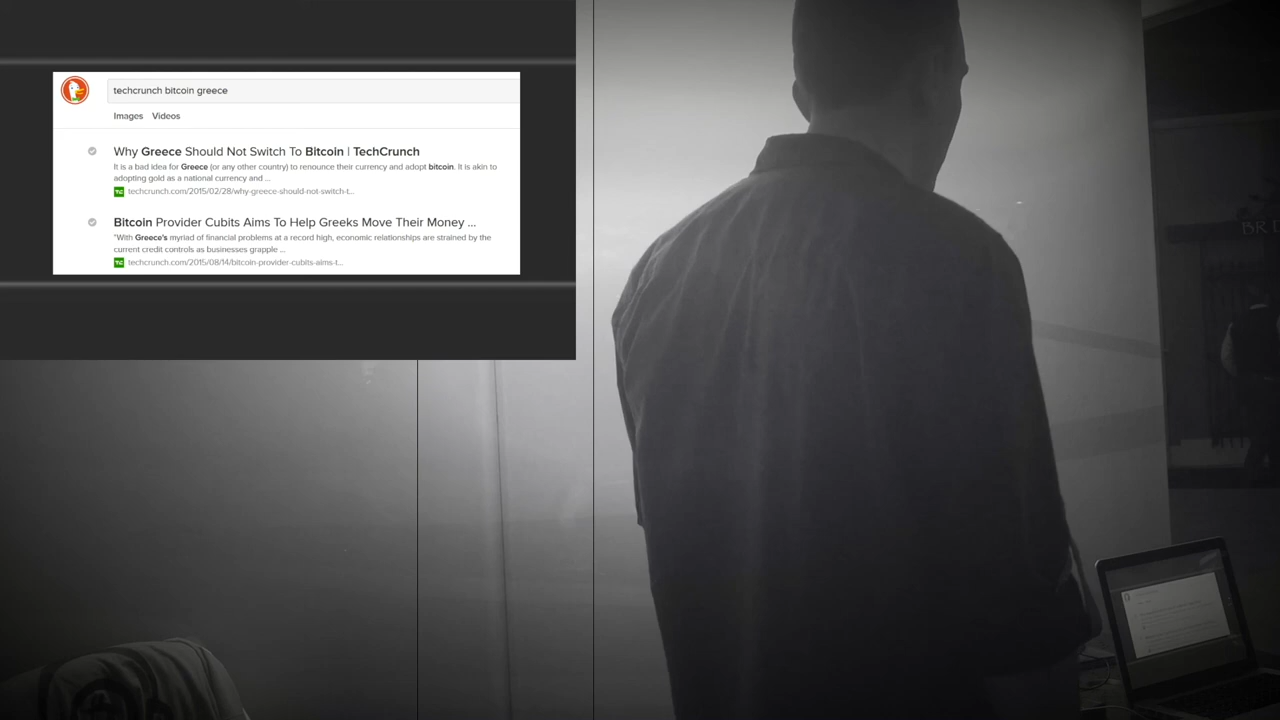 techcrunch bitcoin greece
Images Videos
Why Greece Should Not Switch To Bitcoin | TechCrunch
It is a bad idea for Greece (or any other country) to renounce their currency and adopt bitcoin. It is akin to
adopting gold as a national currency and ...
techcrunch.com/2015/02/28/why-greece-should-not-switch-t...
Bitcoin Provider Cubits Aims To Help Greeks Move Their Money ...
"With Greece's myriad of financial problems at a record high, economic relationships are strained by the
current credit controls as businesses grapple ...
techcrunch.com/2015/08/14/bitcoin-provider-cubits-aims-t...